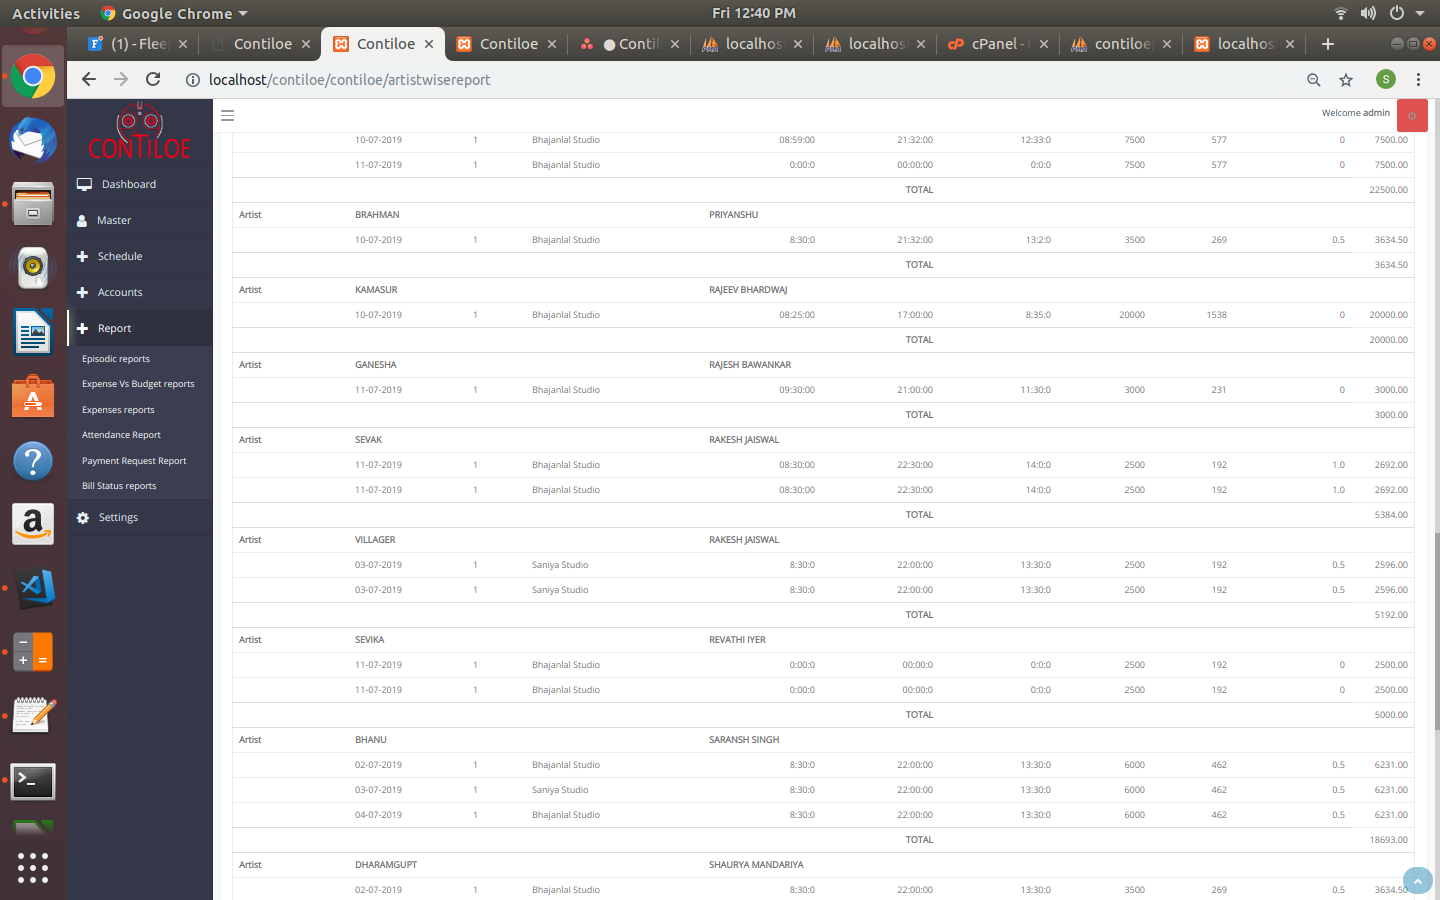 Activities Google Chrome Fri 12:40 PM
(1) - Flee Contiloe Contiloe Contiloe Conti localhos localhos cPanel - contiloe localhos
localhost/contiloe/contiloe/artistwisereport S
CONTILOE
Welcome admin
Dashboard
Master
Schedule
Accounts
Report
Episodic reports
Expense Vs Budget reports
Expenses reports
Attendance Report
Payment Request Report
Bill Status reports
Settings
10-07-2019 1 Bhajanlal Studio 08:59:00 21:32:00 12:33:0 7500 577 0 7500.00
11-07-2019 1 Bhajanlal Studio 0:00:0 00:00:00 0:0:0 7500 577 0 7500.00
TOTAL 22500.00
Artist BRAHMAN PRIYANSHU
10-07-2019 1 Bhajanlal Studio 8:30:0 21:32:00 13:2:0 3500 269 0.5 3634.50
TOTAL 3634.50
Artist KAMASUR RAJEEV BHARDWAJ
10-07-2019 1 Bhajanlal Studio 08:25:00 17:00:00 8:35:0 20000 1538 0 20000.00
TOTAL 20000.00
Artist GANESHA RAJESH BAWANKAR
11-07-2019 1 Bhajanlal Studio 09:30:00 21:00:00 11:30:0 3000 231 0 3000.00
TOTAL 3000.00
Artist SEVAK RAKESH JAISWAL
11-07-2019 1 Bhajanlal Studio 08:30:00 22:30:00 14:0:0 2500 192 1.0 2692.00
11-07-2019 1 Bhajanlal Studio 08:30:00 22:30:00 14:0:0 2500 192 1.0 2692.00
TOTAL 5384.00
Artist VILLAGER RAKESH JAISWAL
03-07-2019 1 Saniya Studio 8:30:0 22:00:00 13:30:0 2500 192 0.5 2596.00
03-07-2019 1 Saniya Studio 8:30:0 22:00:00 13:30:0 2500 192 0.5 2596.00
TOTAL 5192.00
Artist SEVIKA REVATHI IYER
11-07-2019 1 Bhajanlal Studio 0:00:0 00:00:0 0:0:0 2500 192 0 2500.00
11-07-2019 1 Bhajanlal Studio 0:00:0 00:00:0 0:0:0 2500 192 0 2500.00
TOTAL 5000.00
Artist BHANU SARANSH SINGH
02-07-2019 1 Bhajanlal Studio 8:30:0 22:00:00 13:30:0 6000 462 0.5 6231.00
03-07-2019 1 Saniya Studio 8:30:0 22:00:00 13:30:0 6000 462 0.5 6231.00
04-07-2019 1 Bhajanlal Studio 8:30:0 22:00:00 13:30:0 6000 462 0.5 6231.00
TOTAL 18693.00
Artist DHARAMGUPT SHAURYA MANDARIYA
02-07-2019 1 Bhajanlal Studio 8:30:0 22:00:00 13:30:0 3500 269 0.5 3634.50